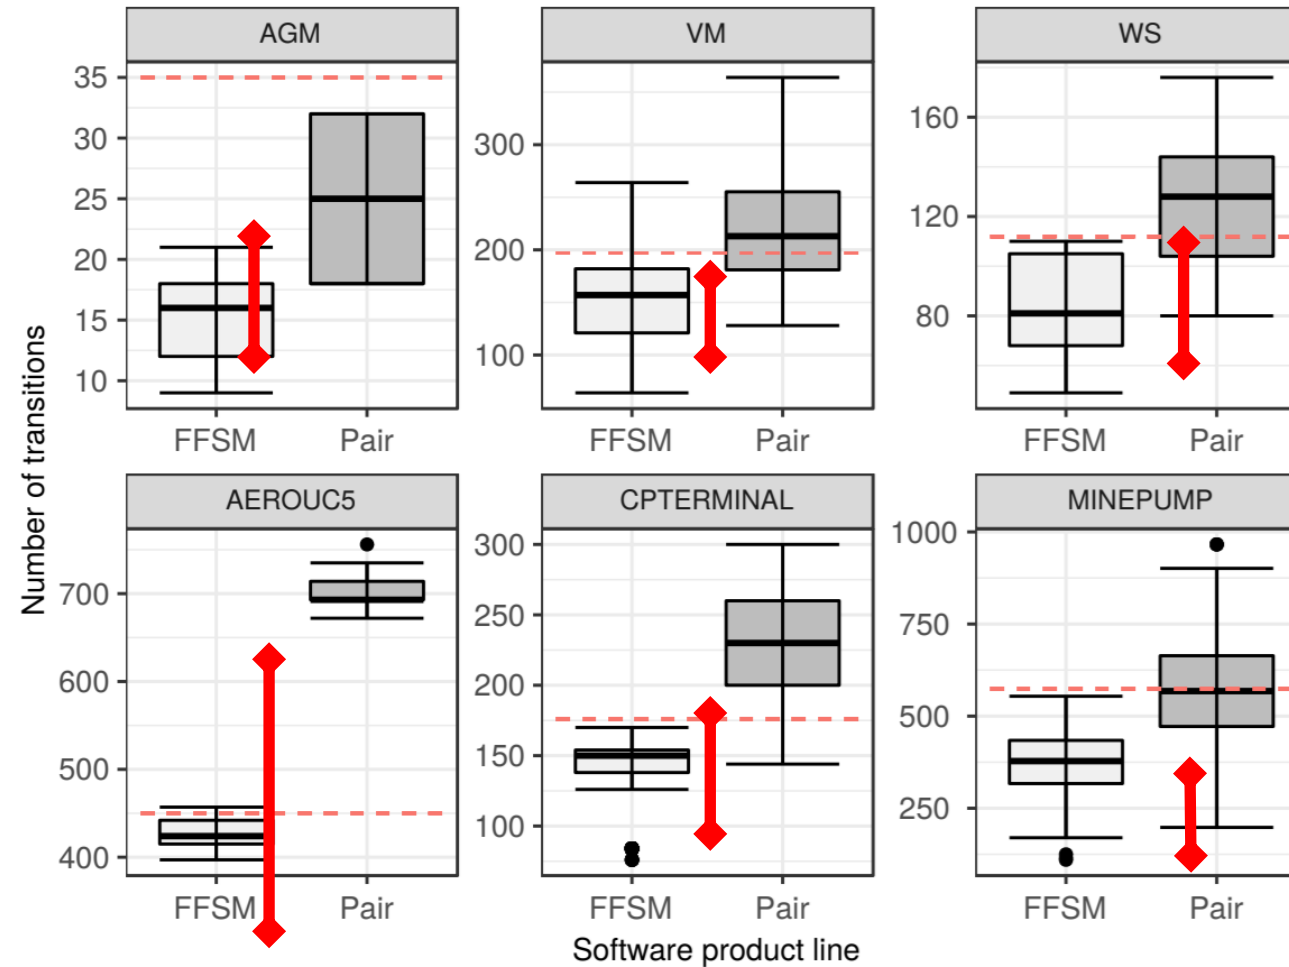 AGM
VM
WS
35
30
25
20
15
10
300
200
100
160
120
80
FFSM
Pair
FFSM
Pair
FFSM
Pair
Number of transitions
AEROUC5
CPTERMINAL
MINEPUMP
700
600
500
400
300
250
200
150
100
1000
750
500
250
FFSM
Pair
FFSM
Pair
FFSM
Pair
Software product line